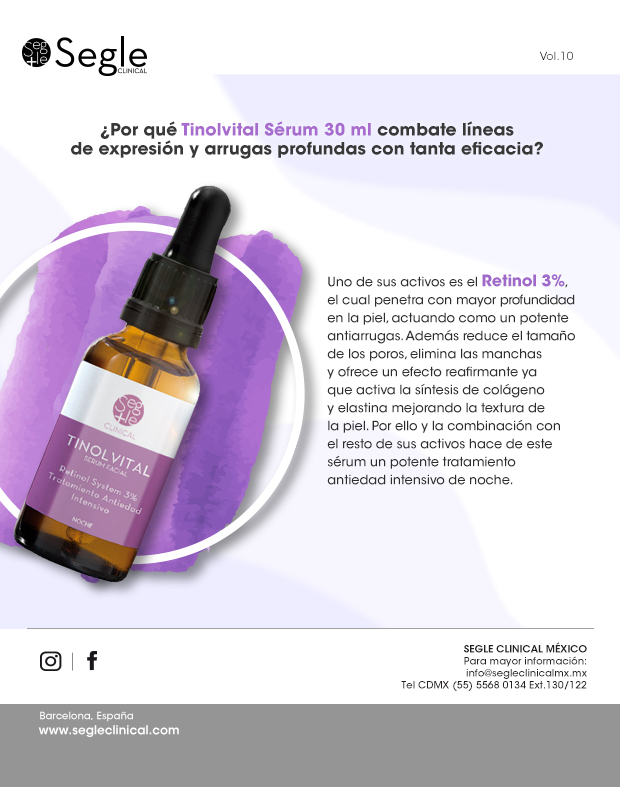 Segle
CLINICAL
Vol.10
¿Por qué Tinolvital Sérum 30 ml combate líneas
de expresión y arrugas profundas con tanta eficacia?
Uno de sus activos es el Retinol 3%,
el cual penetra con mayor profundidad
en la piel, actuando como un potente
antiarrugas. Además reduce el tamaño
de los poros, elimina las manchas
y ofrece un efecto reafirmante ya
que activa la síntesis de colágeno
y elastina mejorando la textura de
la piel. Por ello y la combinación con
el resto de sus activos hace de este
sérum un potente tratamiento
antiedad intensivo de noche.
Segle
CLINICAL
TINOLVITAL
SERUM FACIAL
Retinol System 3%
Tratamiento Antiedad
Intensivo
NOCHE
SEGLE CLINICAL MÉXICO
Para mayor información:
info@segleclinicalmx.mx
Tel CDMX (55) 5568 0134 Ext.130/122
Barcelona, España
www.segleclinical.com